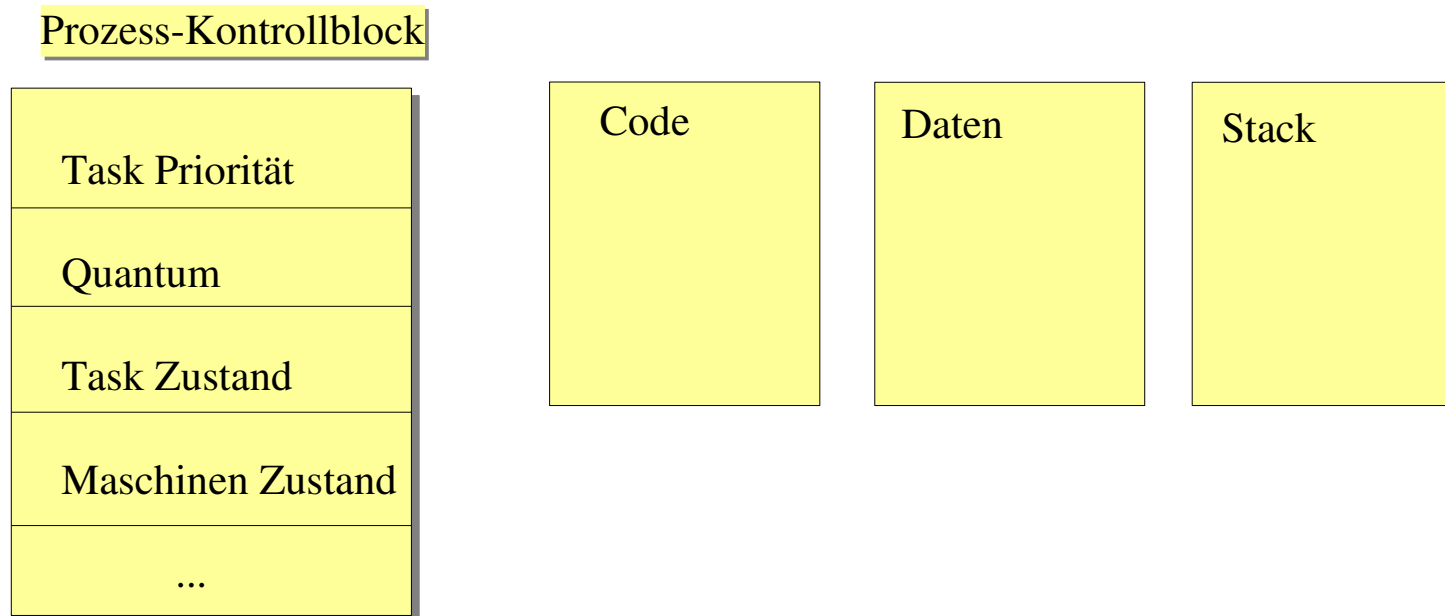 Prozess-Kontrollblock
Task Priorität
Quantum
Task Zustand
Maschinen Zustand
...
Code
Daten
Stack